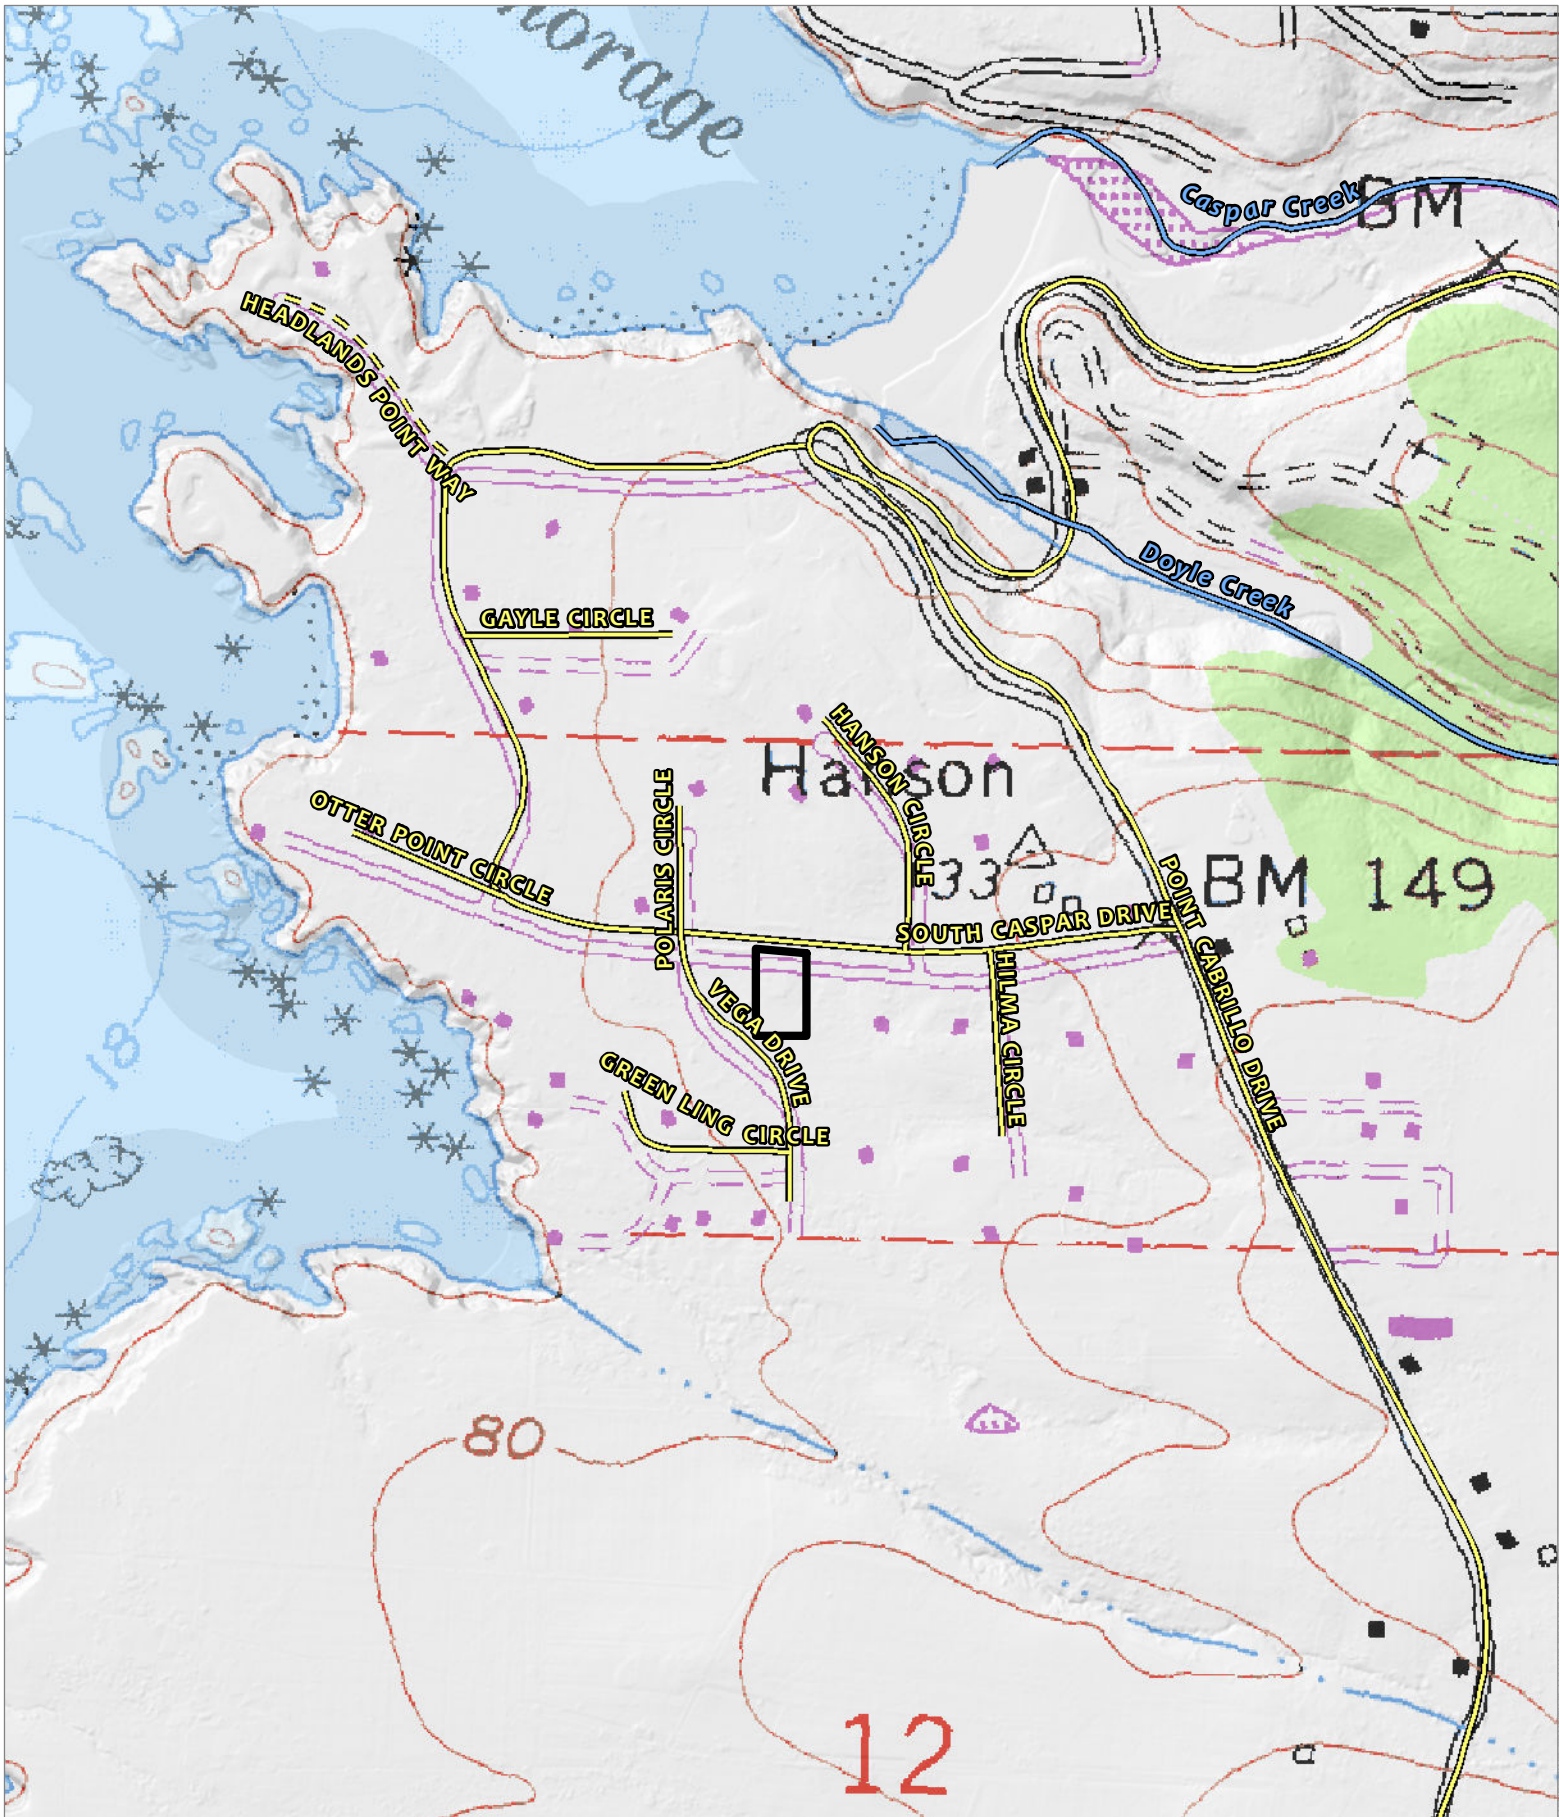 Caspar Creek
BM
HEADLANDS POINT WAY
Doyle Creek
GAYLE CIRCLE
HANSON CIRCLE
Hanson
POLARIS CIRCLE
OTTER POINT CIRCLE
33
BM 149
SOUTH CASPAR DRIVE
POINT CABRILLO DRIVE
HILMA CIRCLE
VEGA DRIVE
18
GREEN LING CIRCLE
80
12